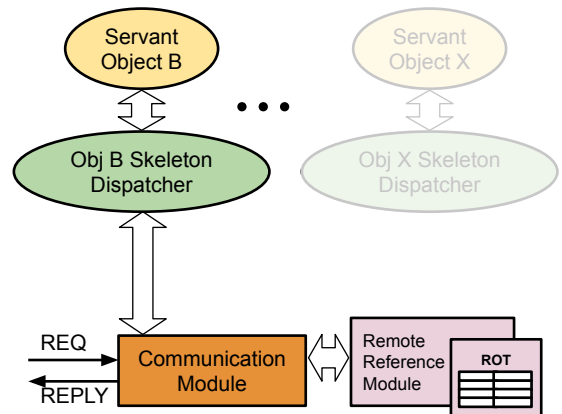 Servant
Object B
Servant
Object X
• • •
Obj B Skeleton
Dispatcher
Obj X Skeleton
Dispatcher
REQ
REPLY
Communication
Module
Remote
Reference
Module
ROT